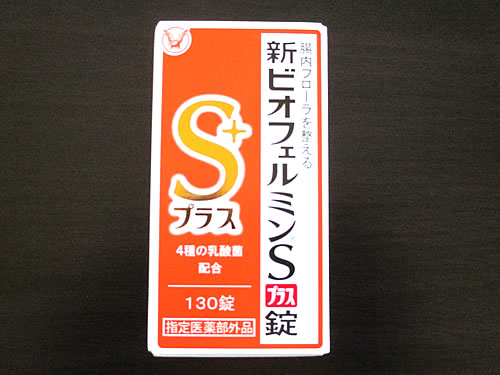 腸内フローラを整える
新ビオフェルミンS
プラス
錠
S+
プラス
4種の乳酸菌
配合
130錠
指定医薬部外品